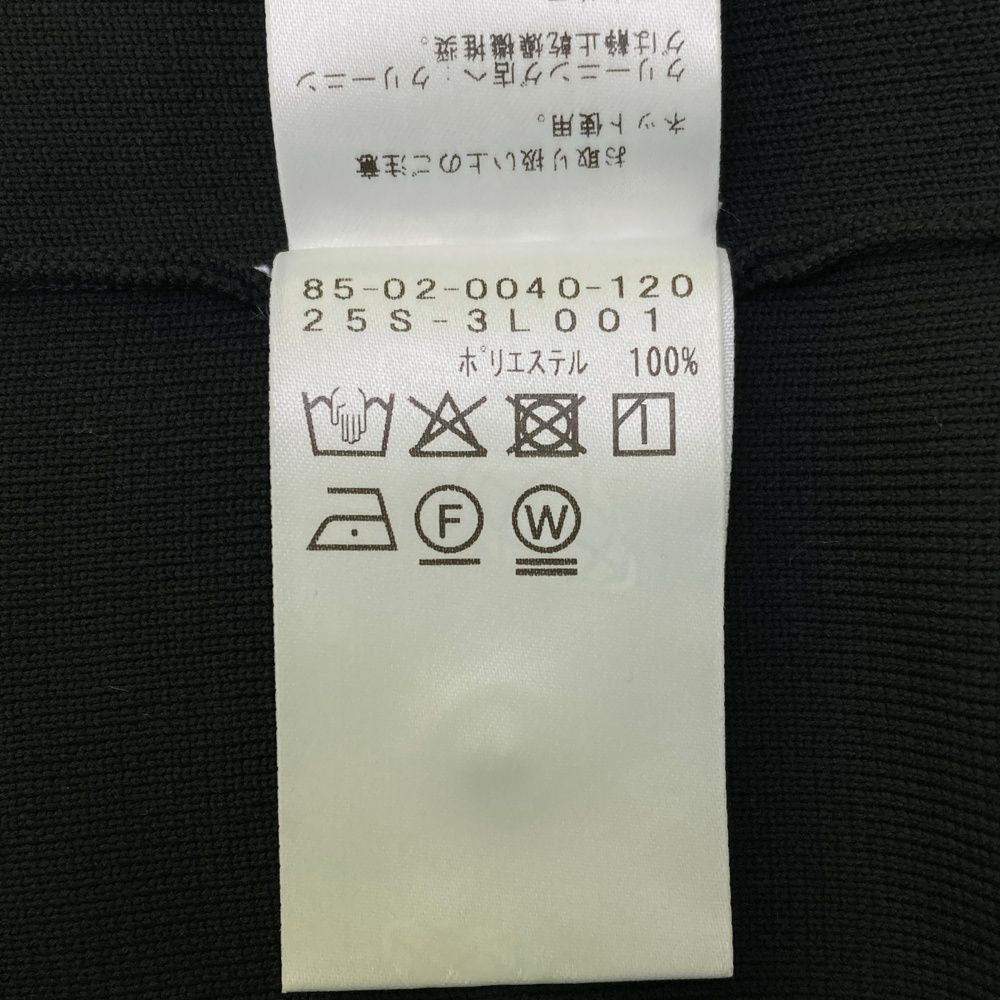 お取り扱い上のご注意
ネット使用。
クリーニング店へ：クリーニン
グは静止乾燥機推奨。
85-02-0040-120
25S-3L001
ポリエステル 100%
F W